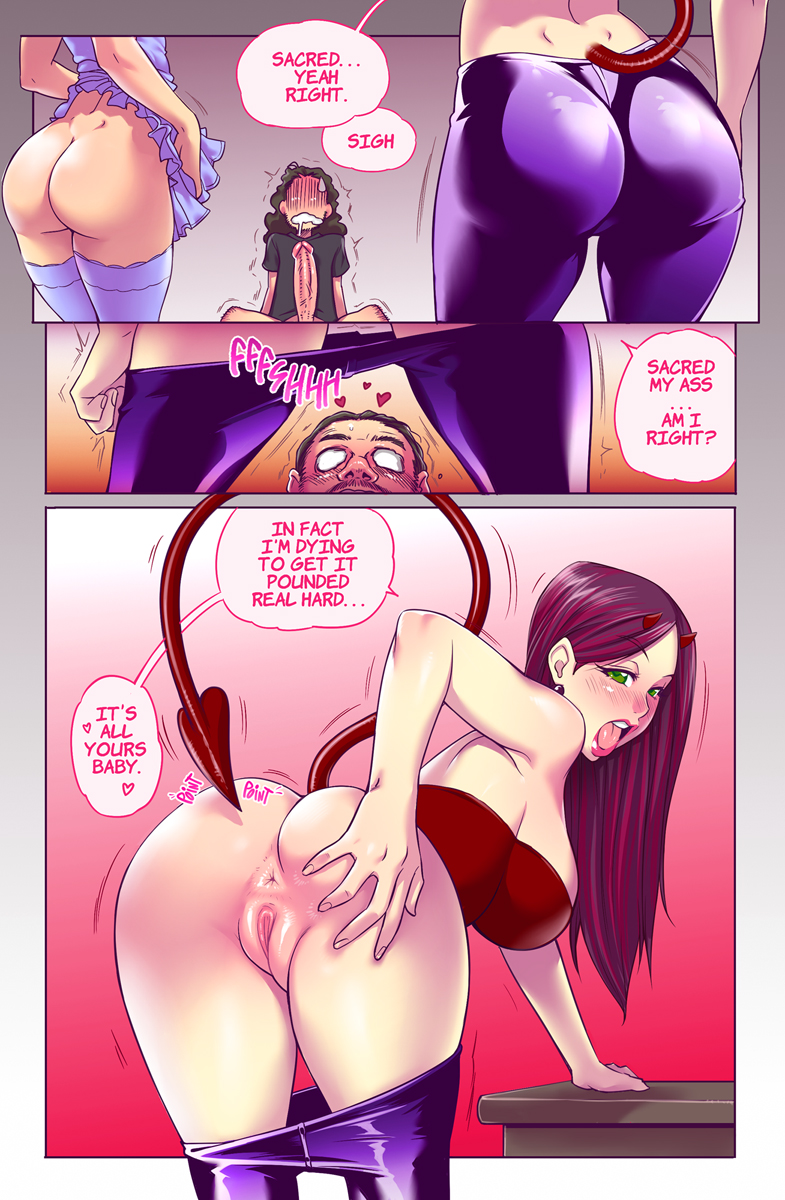 SACRED...
YEAH
RIGHT.
SIGH
FFFSHHH
SACRED
MY ASS
...
AM I
RIGHT?
IN FACT
I'M DYING
TO GET IT
POUNDED
REAL HARD...
IT'S
ALL
YOURS
BABY.
POINT
POINT